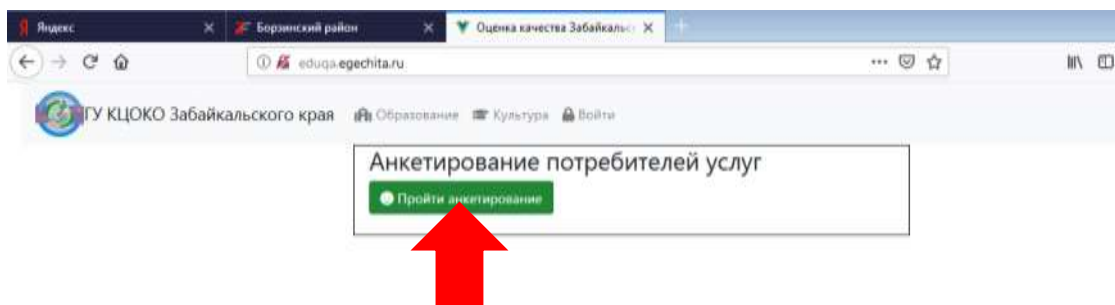 Яндекс
Борзинский район
Оценка качества Забайкальс
eduqa.egechita.ru
ГУ КЦОКО Забайкальского края Образование Культура Войти
Анкетирование потребителей услуг
Пройти анкетирование